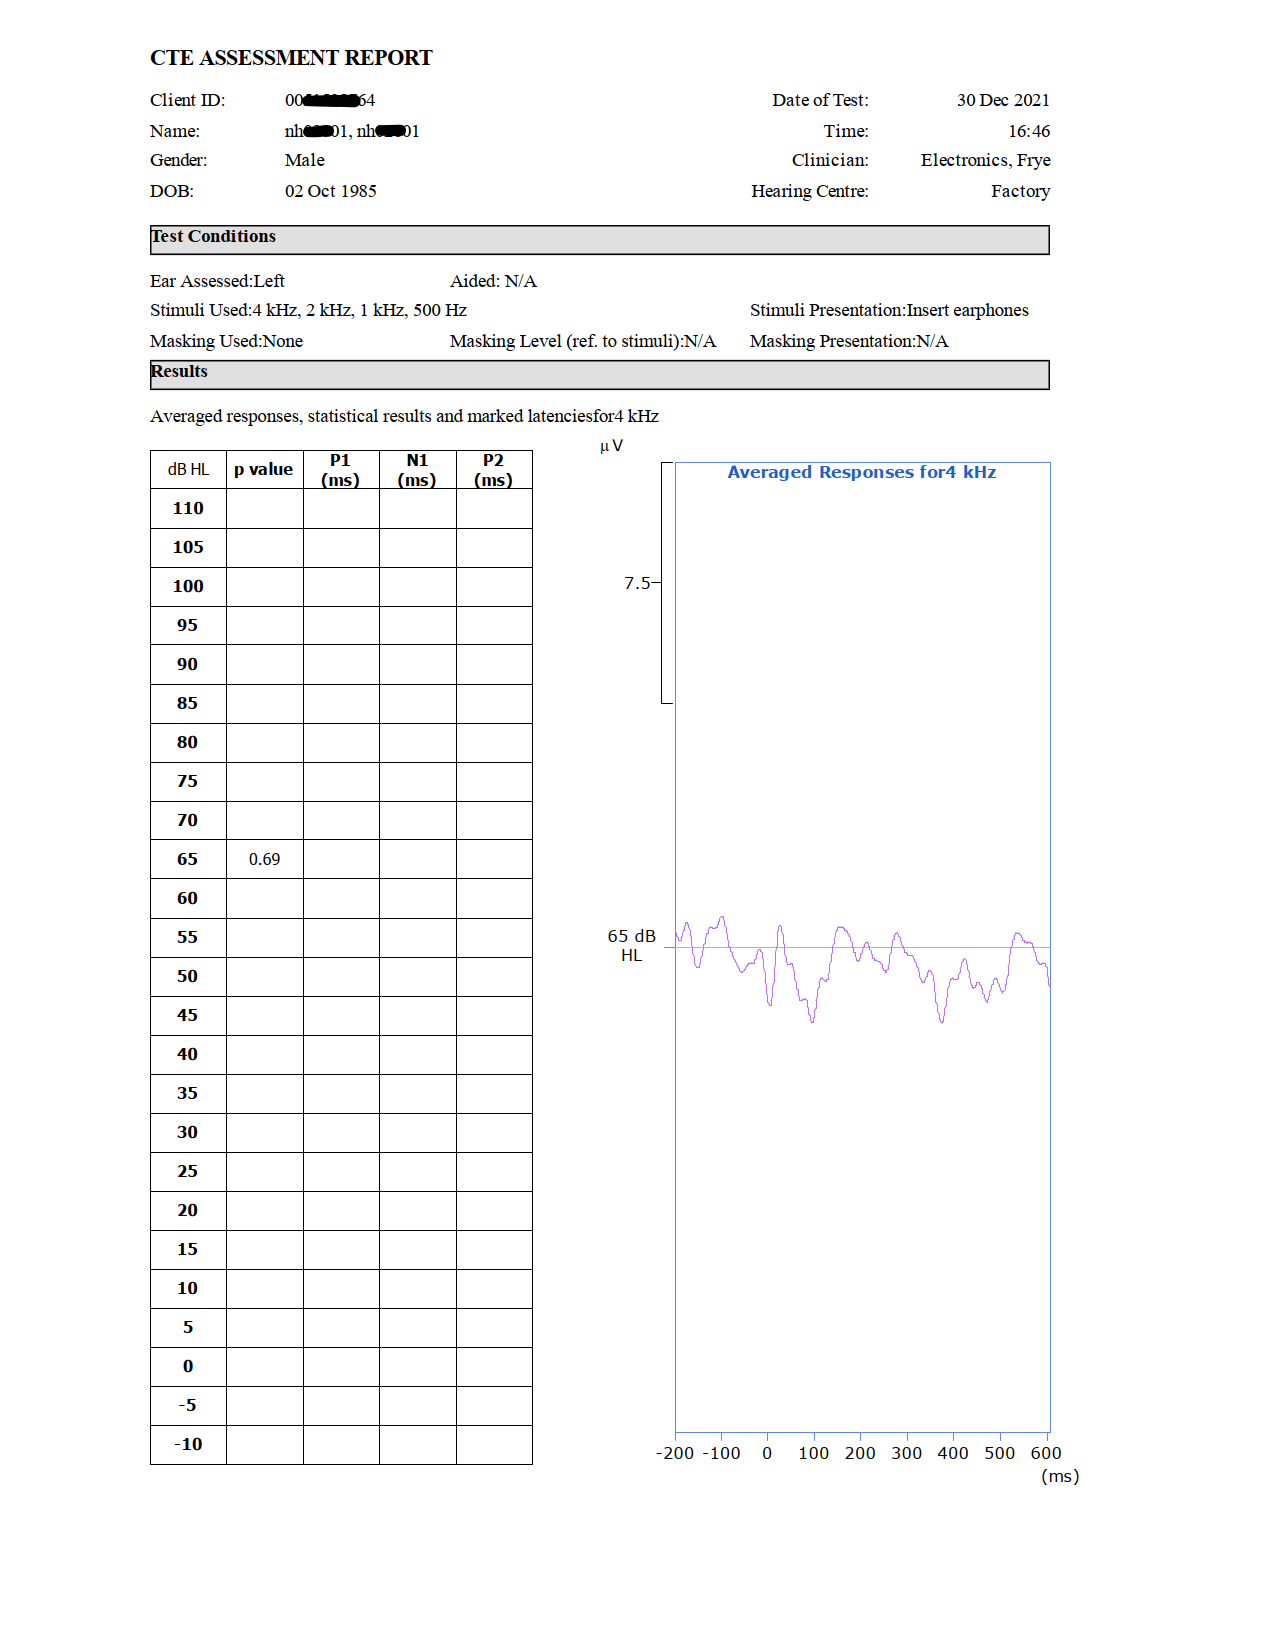 CTE ASSESSMENT REPORT
Client ID: 00 64 Date of Test: 30 Dec 2021
Name: nh 01, nh 01 Time: 16:46
Gender: Male Clinician: Electronics, Frye
DOB: 02 Oct 1985 Hearing Centre: Factory
Test Conditions
Ear Assessed:Left Aided: N/A
Stimuli Used:4 kHz, 2 kHz, 1 kHz, 500 Hz Stimuli Presentation:Insert earphones
Masking Used:None Masking Level (ref. to stimuli):N/A Masking Presentation:N/A
Results
Averaged responses, statistical results and marked latenciesfor4 kHz
dB HL p value P1 (ms) N1 (ms) P2 (ms)
110
105
100
95
90
85
80
75
70
65 0.69
60
55
50
45
40
35
30
25
20
15
10
5
0
-5
-10
µV
Averaged Responses for4 kHz
7.5
65 dB
HL
-200 -100 0 100 200 300 400 500 600
(ms)